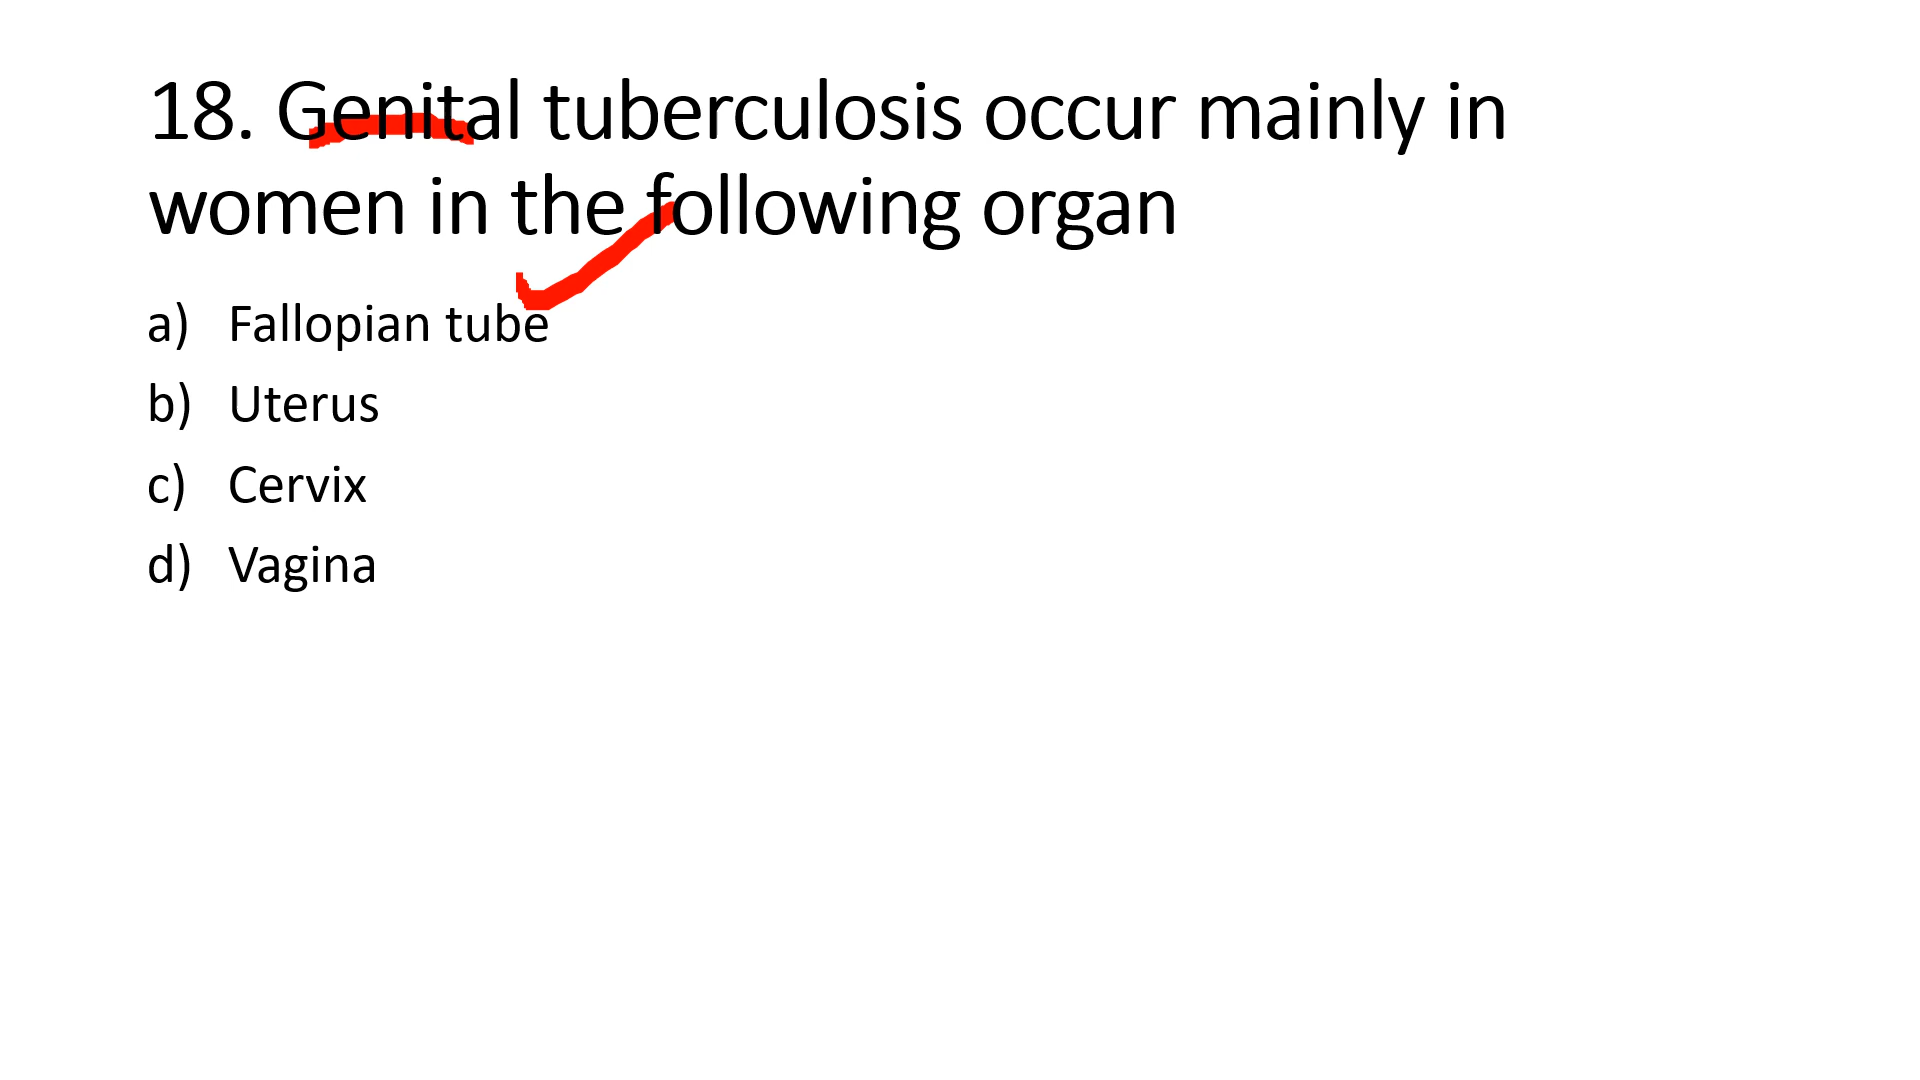 18. Genital tuberculosis occur mainly in
women in the following organ
a) Fallopian tube
b) Uterus
c) Cervix
d) Vagina